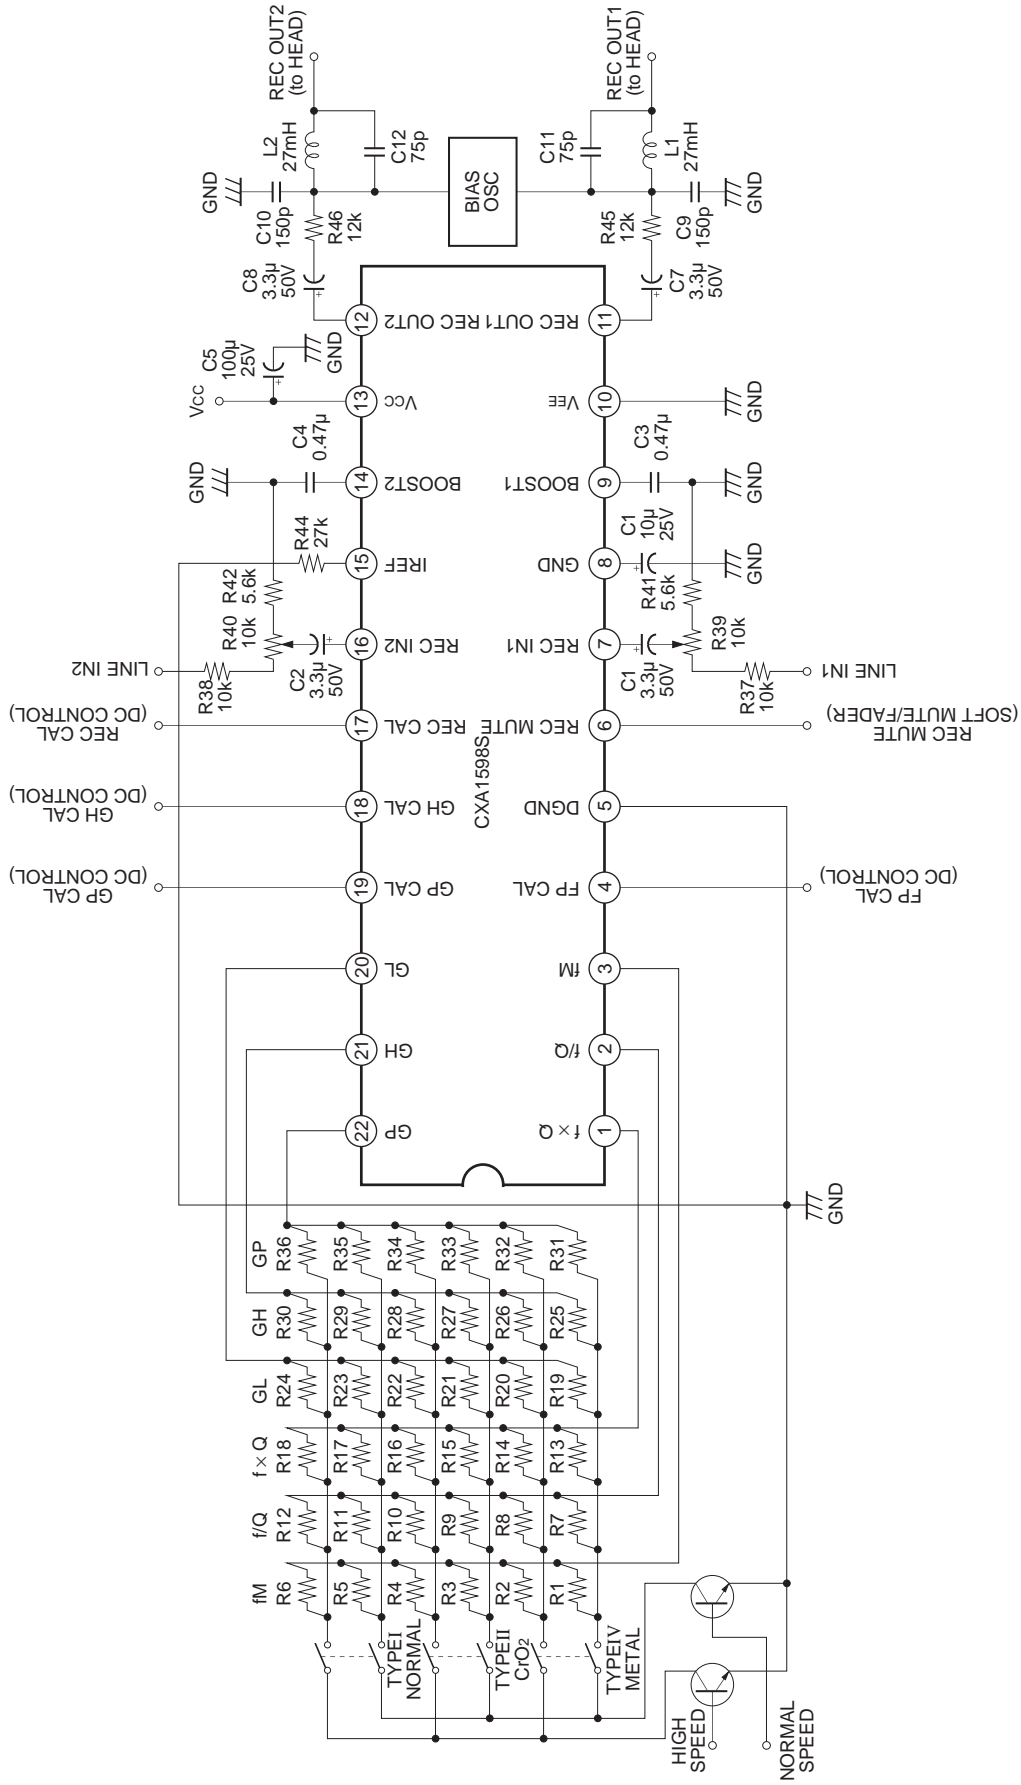 REC OUT2
(to HEAD)
REC OUT1
(to HEAD)
L2
27mH
C12
75p
C11
75p
L1
27mH
GND
C10
150p
R46
12k
BIAS
OSC
R45
12k
C9
150p
GND
C8
3.3µ
50V
C7
3.3µ
50V
12
REC OUT2
REC OUT1
11
C5
100µ
25V
GND
VCC
13
VCC
VEE
10
GND
C4
0.47µ
C3
0.47µ
GND
14
BOOST2
BOOST1
9
GND
R44
27k
C1
10µ
25V
15
IREF
GND
8
GND
R42
5.6k
R41
5.6k
R40
10k
R39
10k
16
REC IN2
REC IN1
7
C2
3.3µ
50V
C1
3.3µ
50V
LINE IN2
R38
10k
R37
10k
LINE IN1
REC CAL
(DC CONTROL)
17
REC CAL
REC MUTE
6
REC MUTE
(SOFT MUTE/FADER)
CXA1598S
GH CAL
(DC CONTROL)
18
GH CAL
DGND
5
GP CAL
(DC CONTROL)
19
GP CAL
FP CAL
4
FP CAL
(DC CONTROL)
20
GL
fM
3
21
GH
f/Q
2
22
GP
f × Q
1
GND
GP
R36
R35
R34
R33
R32
R31
GH
R30
R29
R28
R27
R26
R25
GL
R24
R23
R22
R21
R20
R19
f × Q
R18
R17
R16
R15
R14
R13
f/Q
R12
R11
R10
R9
R8
R7
fM
R6
R5
R4
R3
R2
R1
TYPEI
NORMAL
TYPEII
CrO2
TYPEIV
METAL
HIGH
SPEED
NORMAL
SPEED